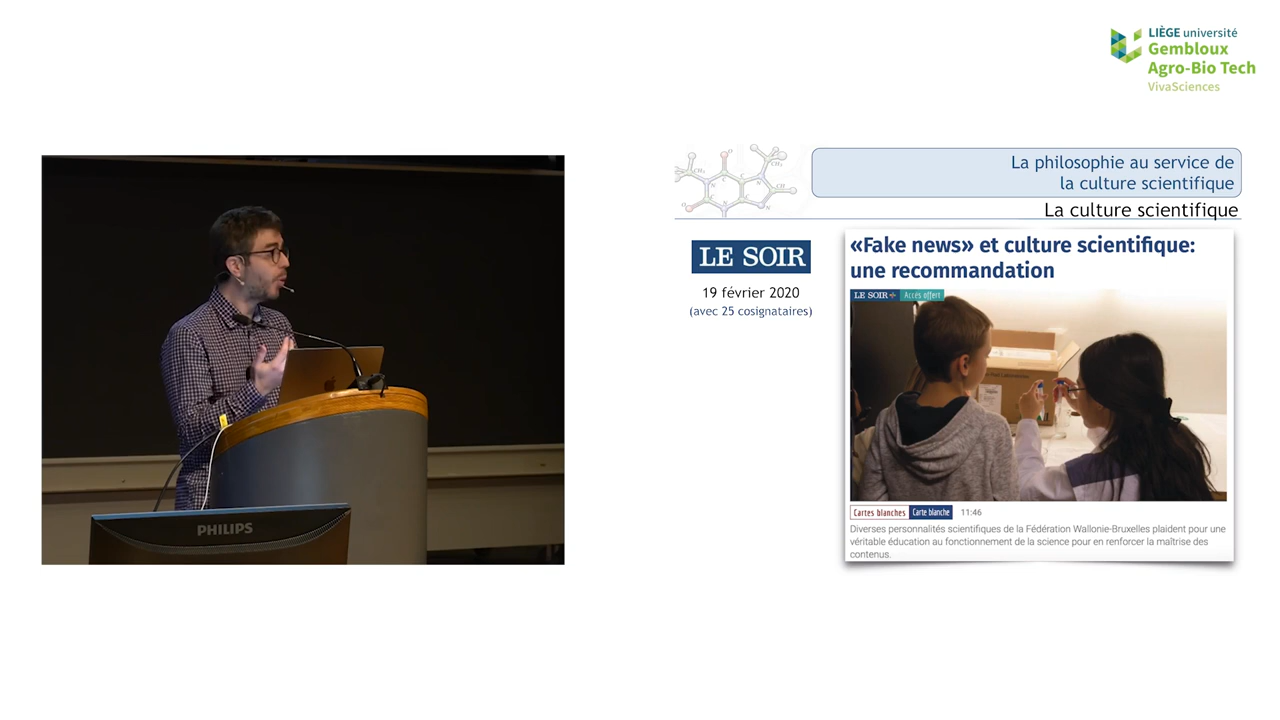 LIÈGE université
Gembloux
Agro-Bio Tech
VivaSciences
La philosophie au service de
la culture scientifique
La culture scientifique
LE SOIR
19 février 2020
(avec 25 cosignataires)
«Fake news» et culture scientifique:
une recommandation
LE SOIR+ Accès offert
Cartes blanches Carte blanche 11:46
Diverses personnalités scientifiques de la Fédération Wallonie-Bruxelles plaident pour une
véritable éducation au fonctionnement de la science pour en renforcer la maîtrise des
contenus.
PHILIPS